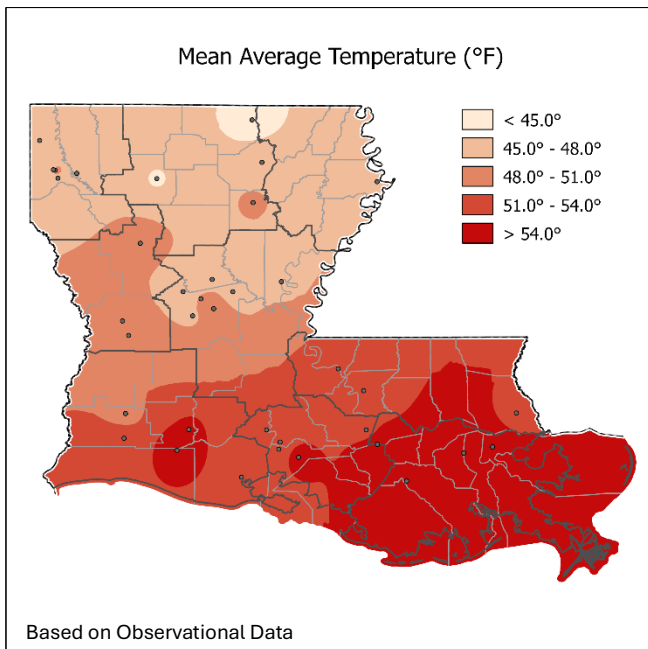 Mean Average Temperature (°F)
< 45.0°
45.0° - 48.0°
48.0° - 51.0°
51.0° - 54.0°
> 54.0°
Based on Observational Data